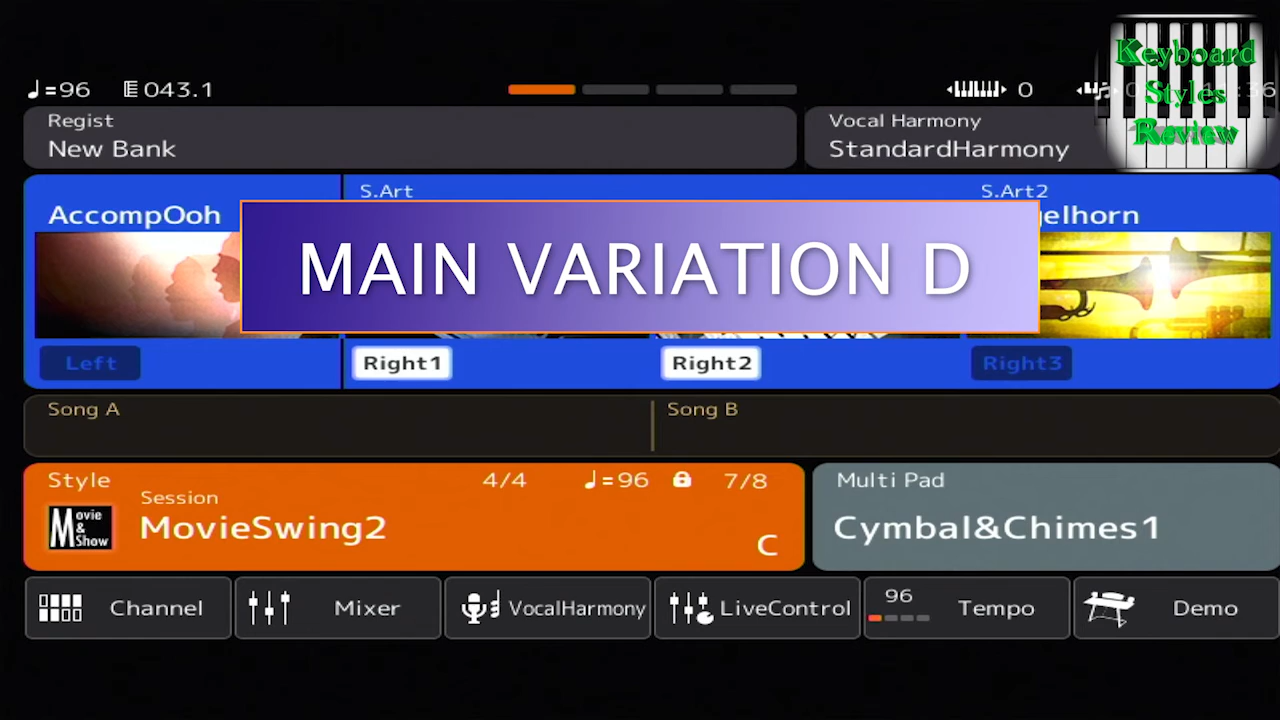 ♩=96 043.1 0
Keyboard
Styles
Review
Regist
New Bank
Vocal Harmony
StandardHarmony
S.Art
S.Art2
AccompOoh
MAIN VARIATION D
Left
Right1
Right2
Right3
Song A
Song B
Style 4/4 ♩=96 7/8
Session
MovieSwing2
Movie
&
Show
C
Multi Pad
Cymbal&Chimes1
Channel
Mixer
VocalHarmony
LiveControl
96
Tempo
Demo